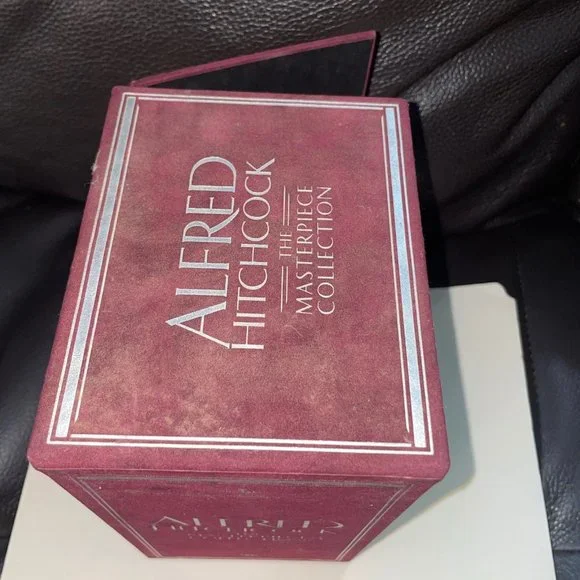 ALFRED
HITCHCOCK
THE
MASTERPIECE
COLLECTION
ALFRED